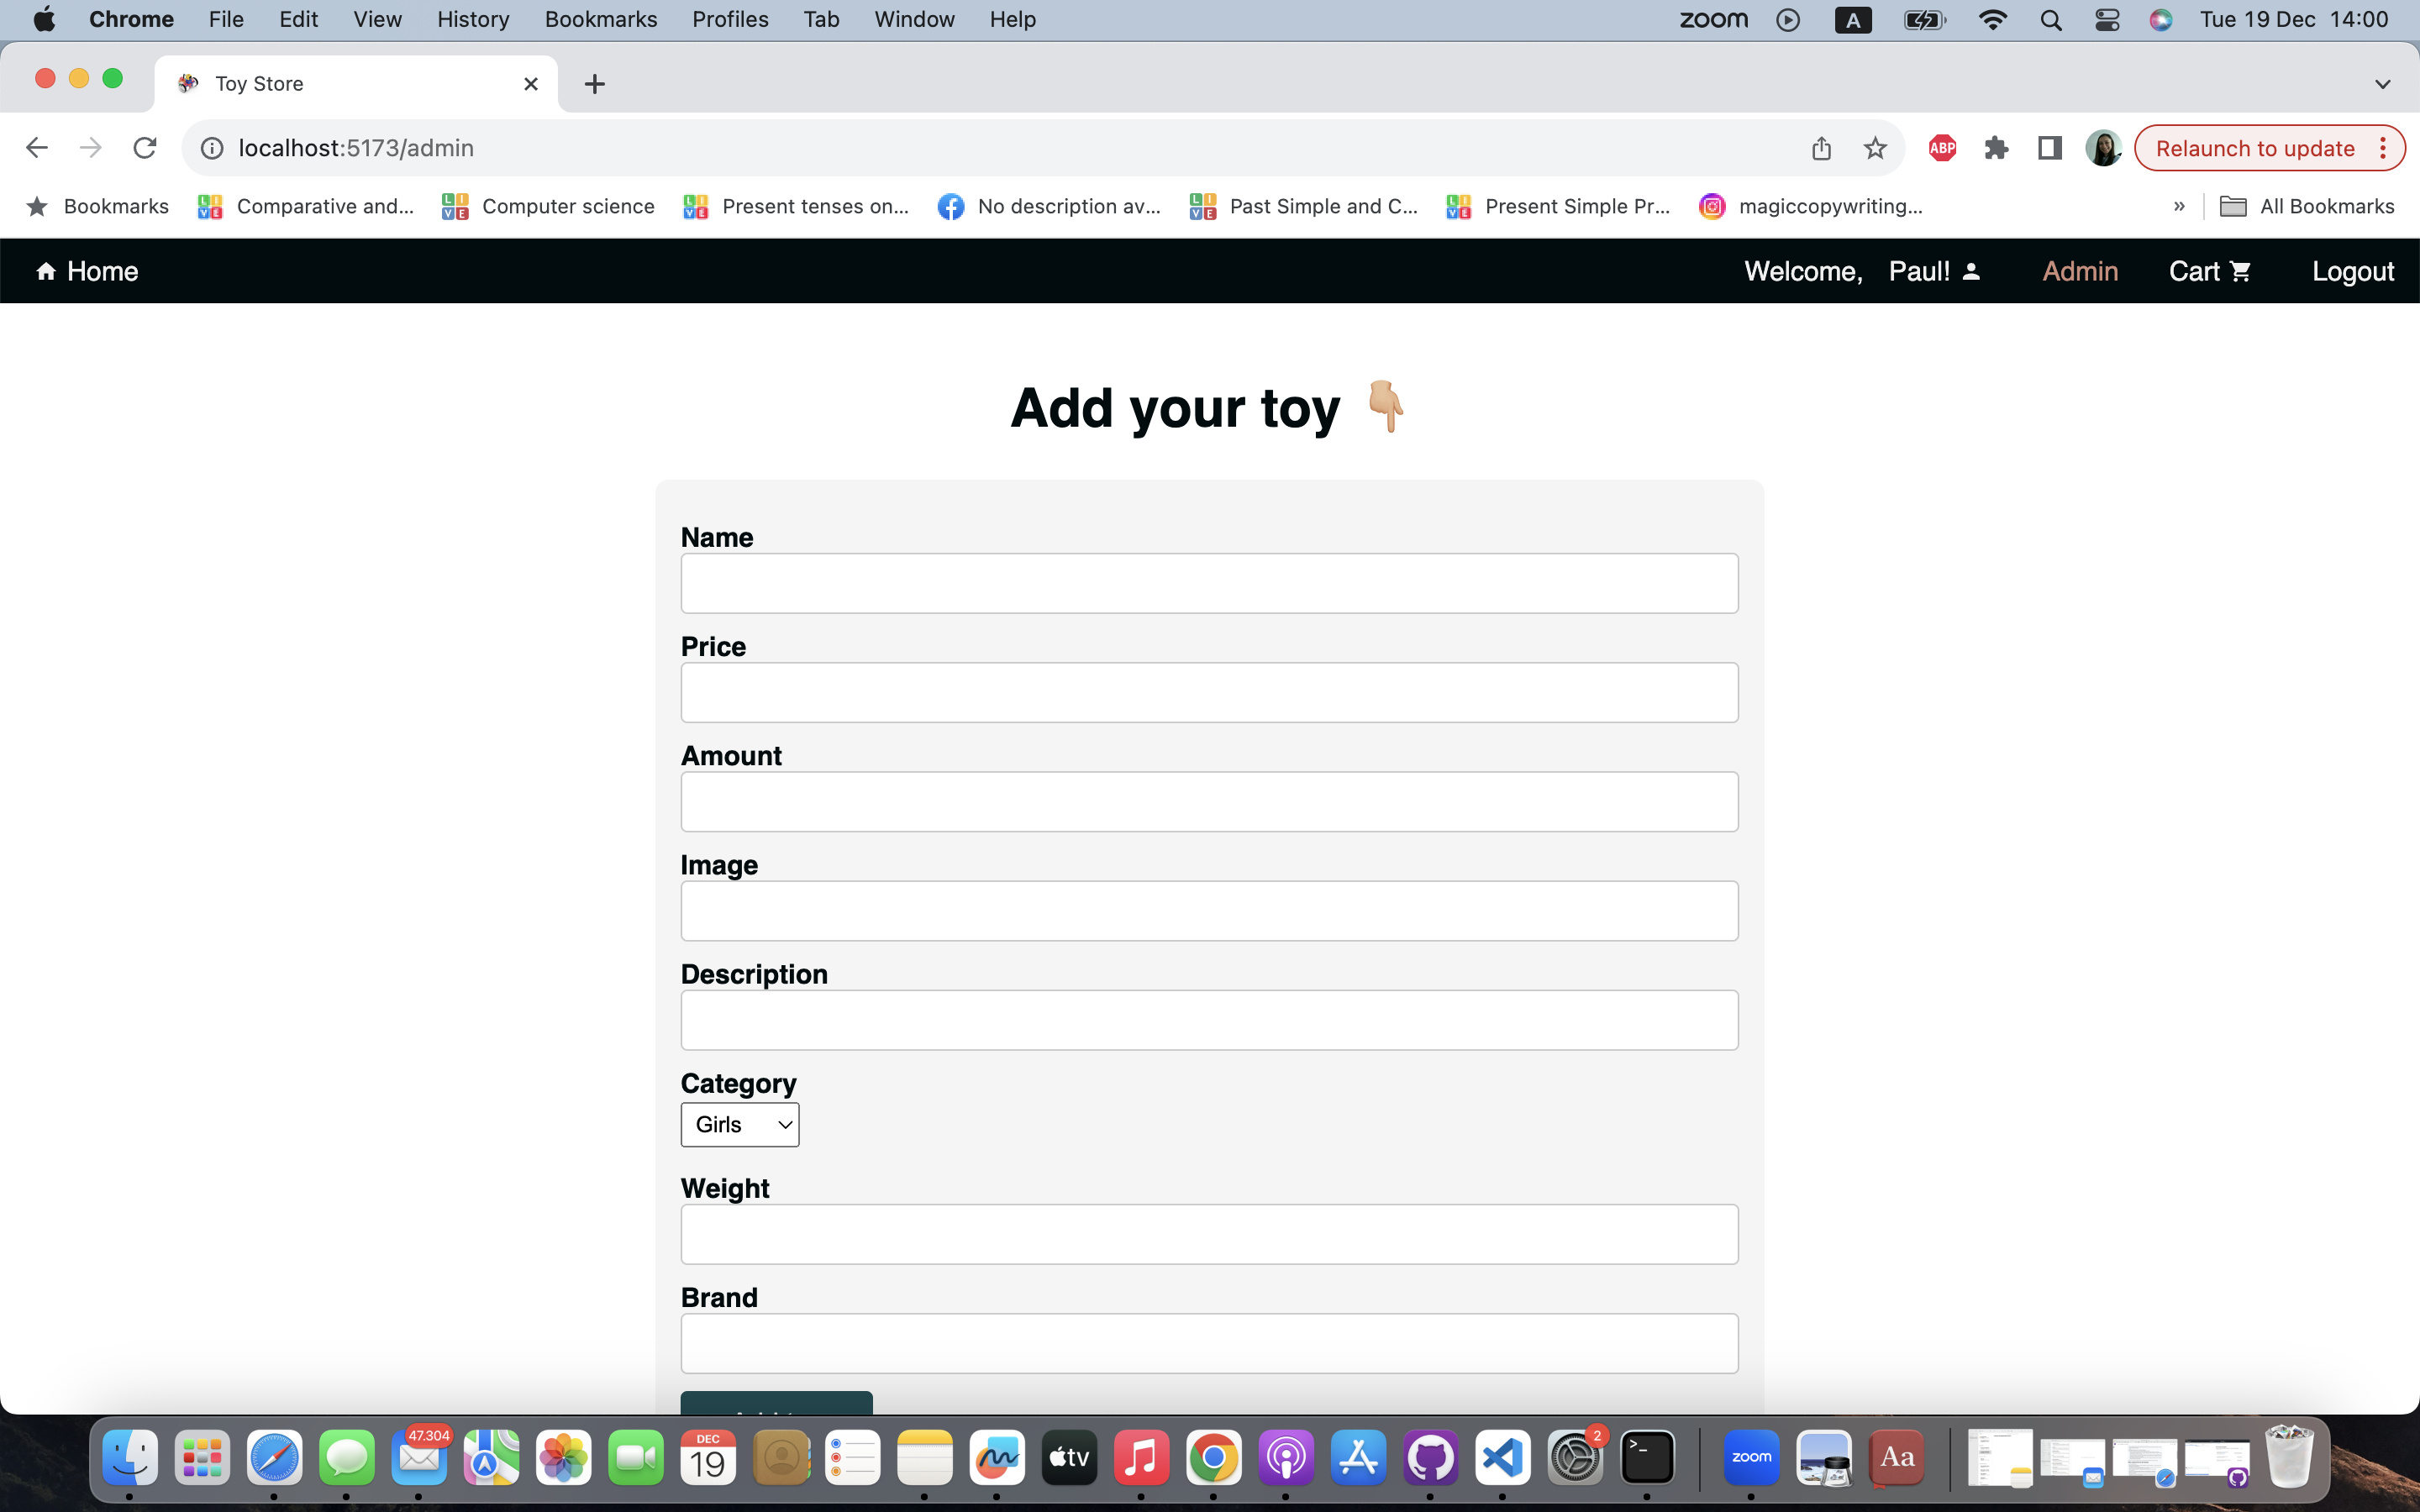 Chrome File Edit View History Bookmarks Profiles Tab Window Help zoom A Tue 19 Dec 14:00
Toy Store
localhost:5173/admin ABP Relaunch to update
Bookmarks Comparative and... Computer science Present tenses on... No description av... Past Simple and C... Present Simple Pr... magiccopywriting... » All Bookmarks
Home Welcome, Paul! Admin Cart Logout
Add your toy
Name
Price
Amount
Image
Description
Category
Girls
Weight
Brand
47.304 DEC 19 tv 2 zoom Aa